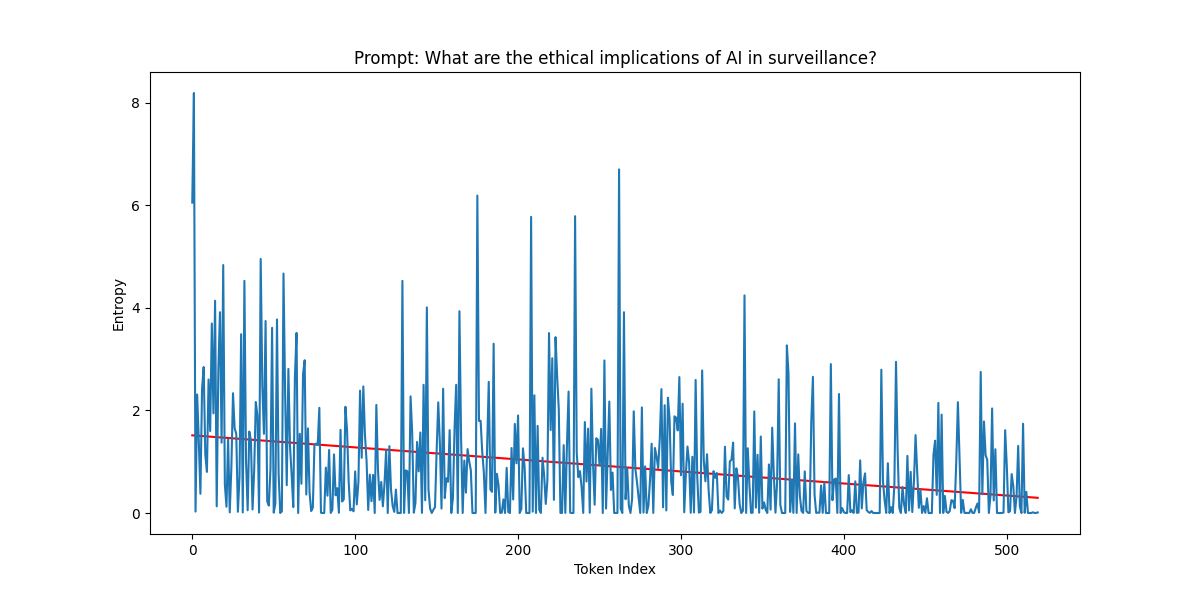 Prompt: What are the ethical implications of AI in surveillance?
8
6
4
2
0
Entropy
0 100 200 300 400 500
Token Index